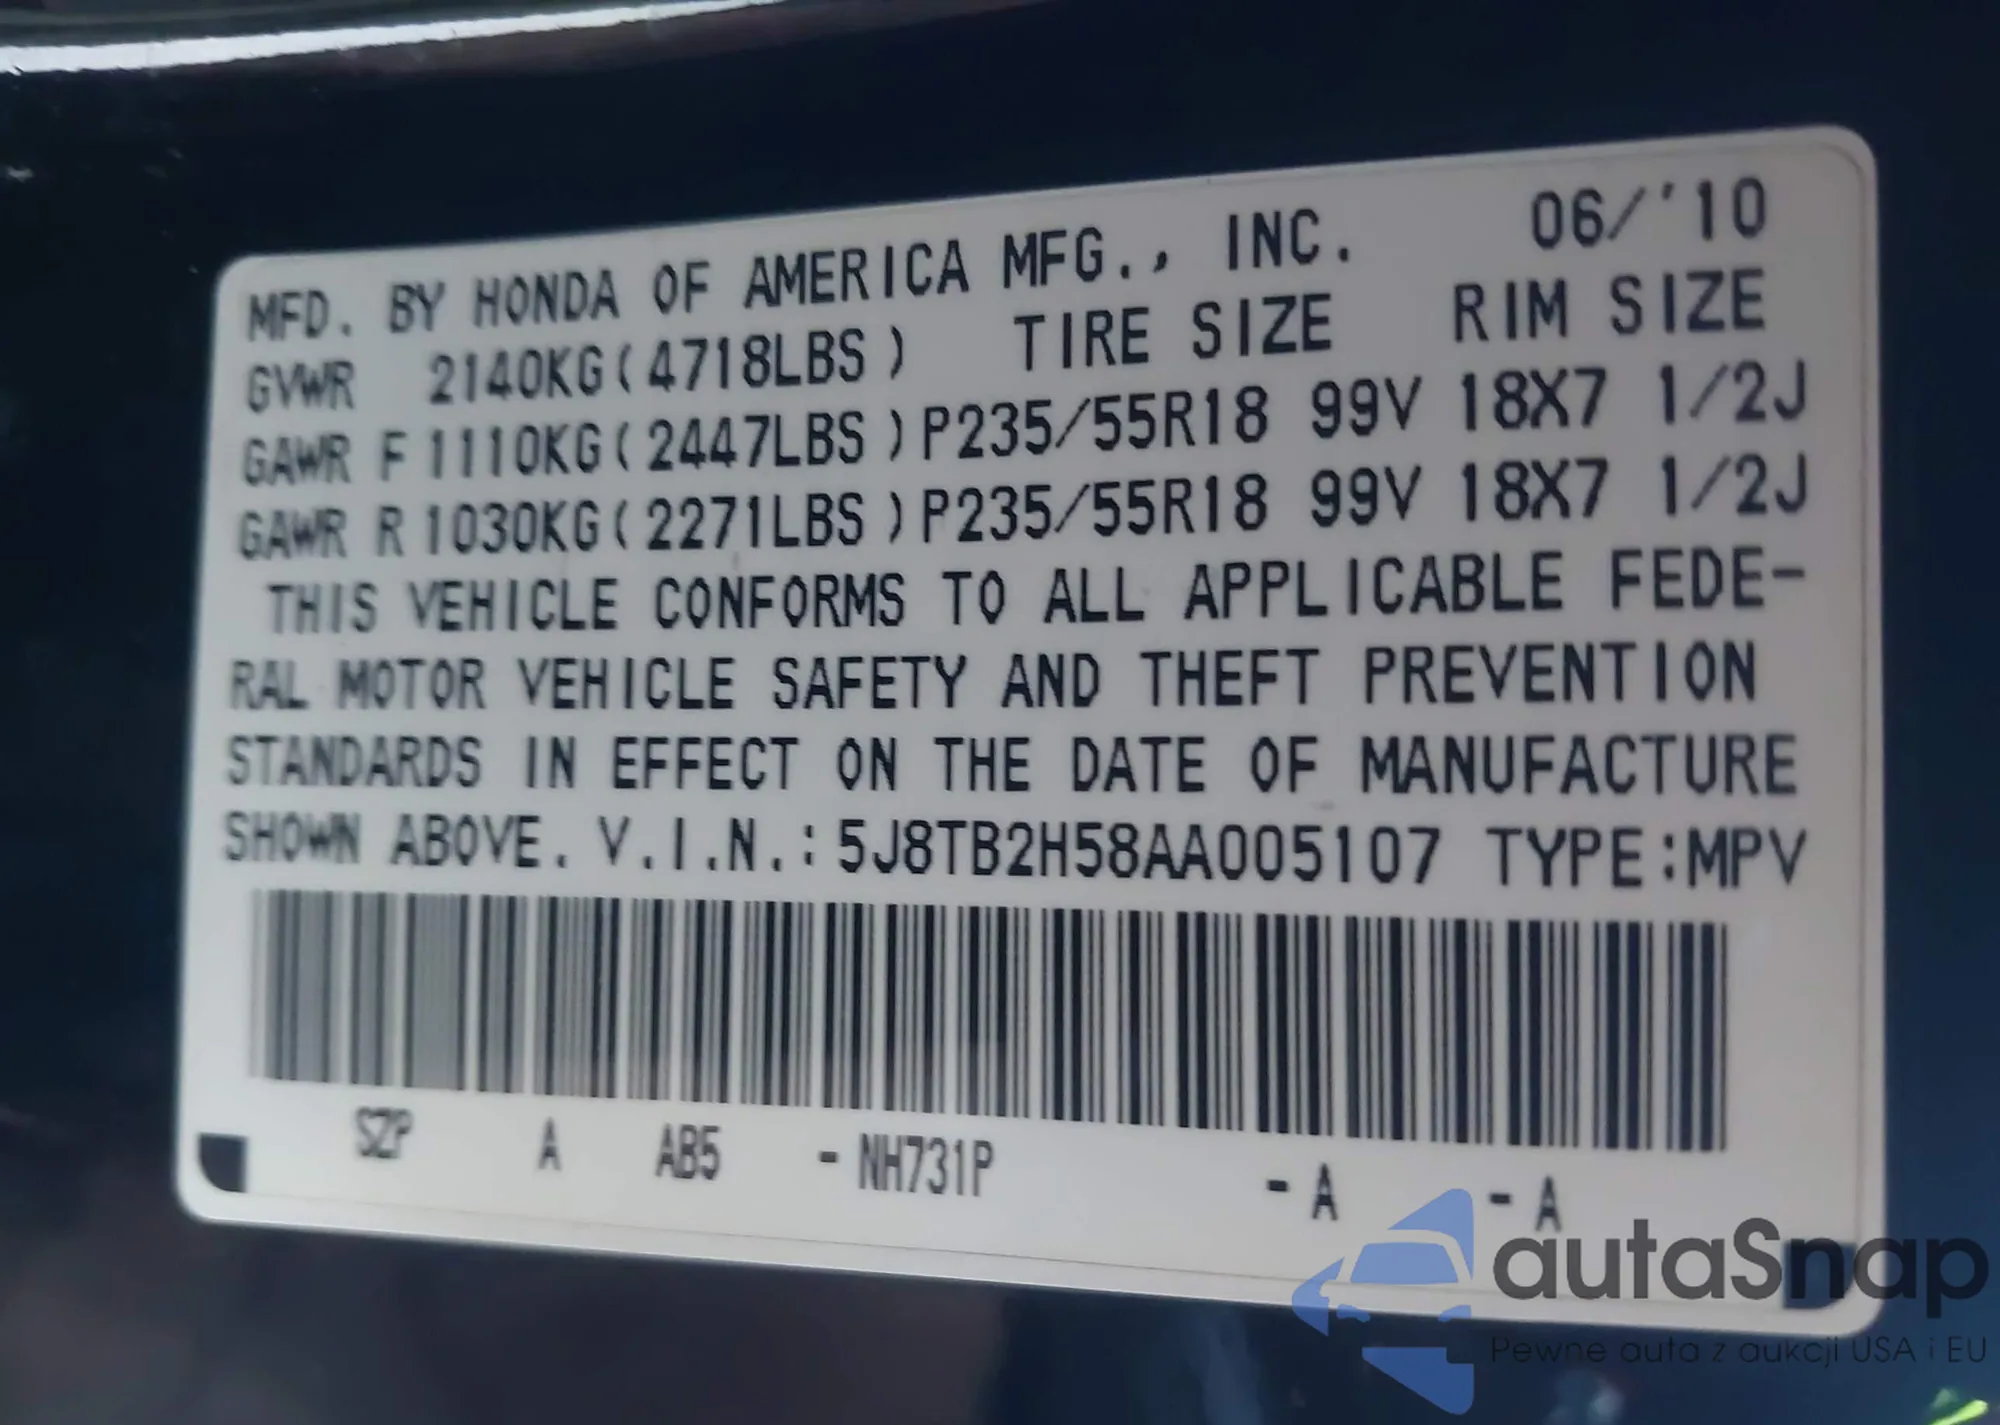 MFD. BY HONDA OF AMERICA MFG., INC. 06/'10
GVWR 2140KG(4718LBS) TIRE SIZE RIM SIZE
GAWR F 1110KG(2447LBS)P235/55R18 99V 18X7 1/2J
GAWR R 1030KG(2271LBS)P235/55R18 99V 18X7 1/2J
THIS VEHICLE CONFORMS TO ALL APPLICABLE FEDE-
RAL MOTOR VEHICLE SAFETY AND THEFT PREVENTION
STANDARDS IN EFFECT ON THE DATE OF MANUFACTURE
SHOWN ABOVE. V.I.N.: 5J8TB2H58AA005107 TYPE:MPV
SZP A AB5 - NH731P - A - A
autaSnap
Pewne auta z aukcji USA i EU